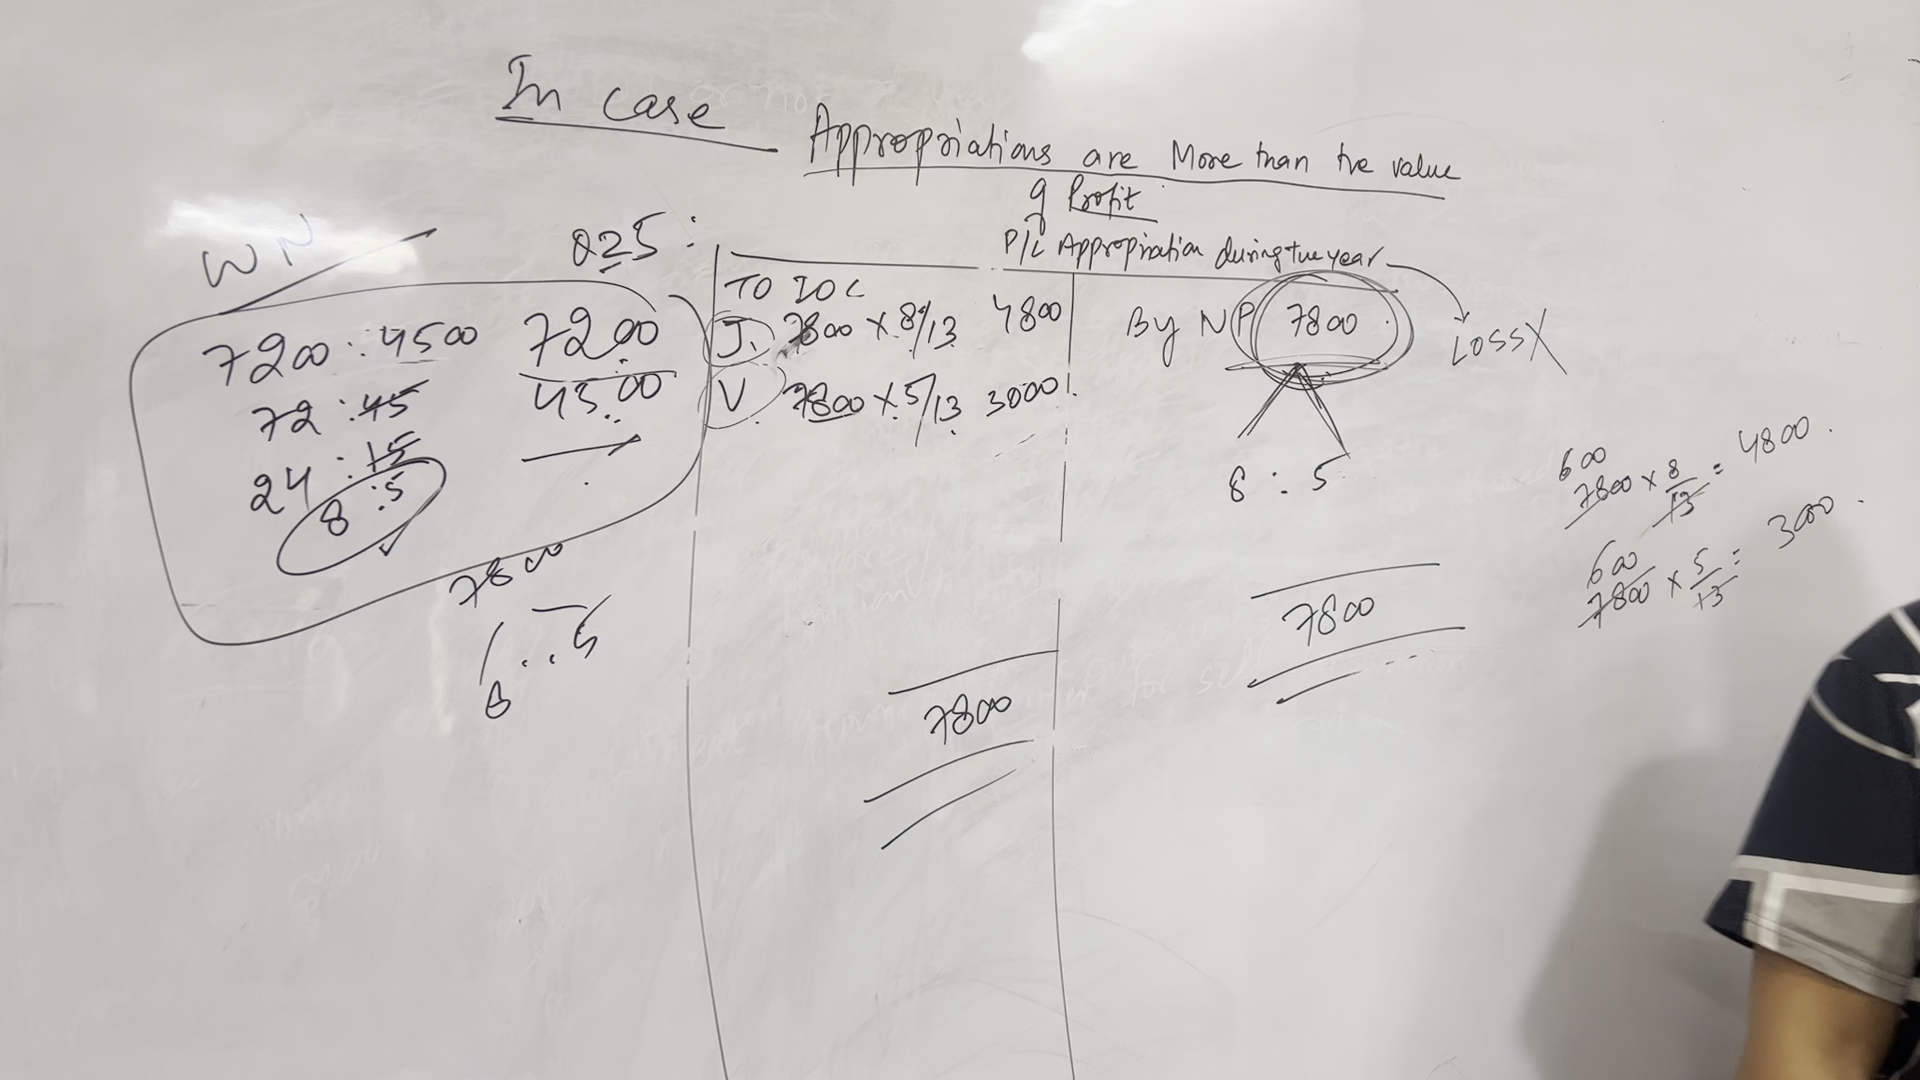 In case
Appropriations are More than the value
of Profit
WN
Q25:
P/L Appropriation during the year
7200 : 4500
7200
72 : 45
4500
24 : 15
8 : 5
7800
8 : 5
TO IOC
J. 7800 x 8/13 4800
V 7800 x 5/13 3000
7800
By NP 7800
LOSS X
8 : 5
7800
600
7800 x 8/13 = 4800
600
7800 x 5/13 = 3000